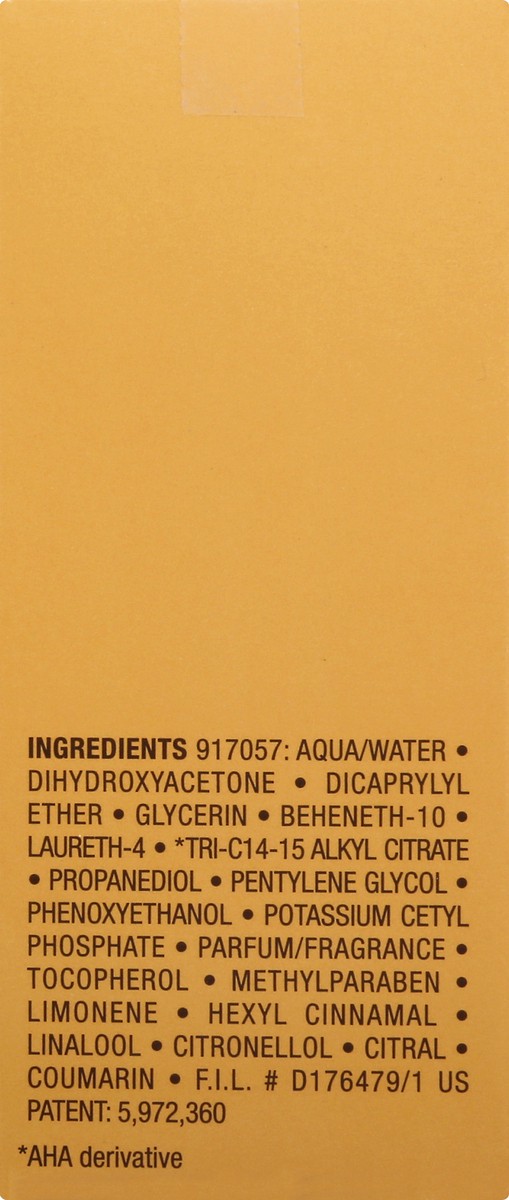 INGREDIENTS 917057: AQUA/WATER •
DIHYDROXYACETONE • DICAPRYLYL
ETHER • GLYCERIN • BEHENETH-10 •
LAURETH-4 • *TRI-C14-15 ALKYL CITRATE
• PROPANEDIOL • PENTYLENE GLYCOL •
PHENOXYETHANOL • POTASSIUM CETYL
PHOSPHATE • PARFUM/FRAGRANCE •
TOCOPHEROL • METHYLPARABEN •
LIMONENE • HEXYL CINNAMAL •
LINALOOL • CITRONELLOL • CITRAL •
COUMARIN • F.I.L. # D176479/1 US
PATENT: 5,972,360
*AHA derivative